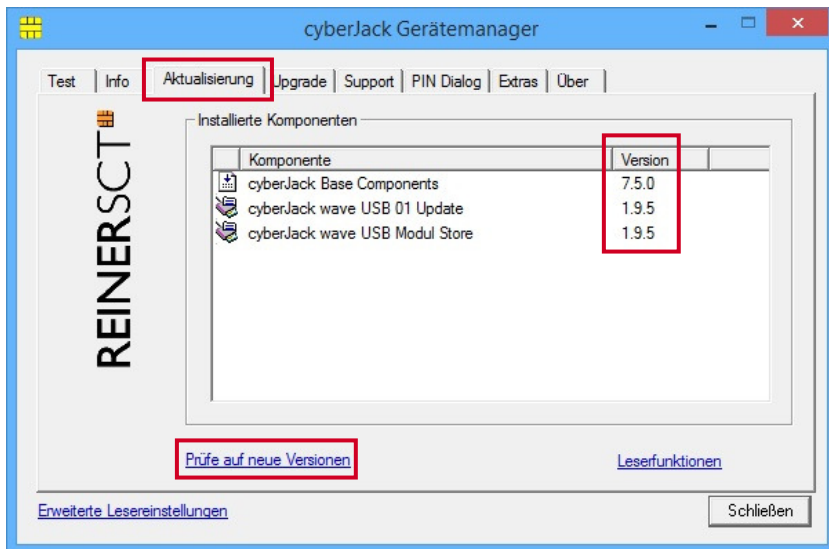 cyberJack Gerätemanager
Test Info Aktualisierung Upgrade Support PIN Dialog Extras Über
REINERSCT
Installierte Komponenten
Komponente Version
cyberJack Base Components 7.5.0
cyberJack wave USB 01 Update 1.9.5
cyberJack wave USB Modul Store 1.9.5
Prüfe auf neue Versionen Leserfunktionen
Erweiterte Lesereinstellungen Schließen